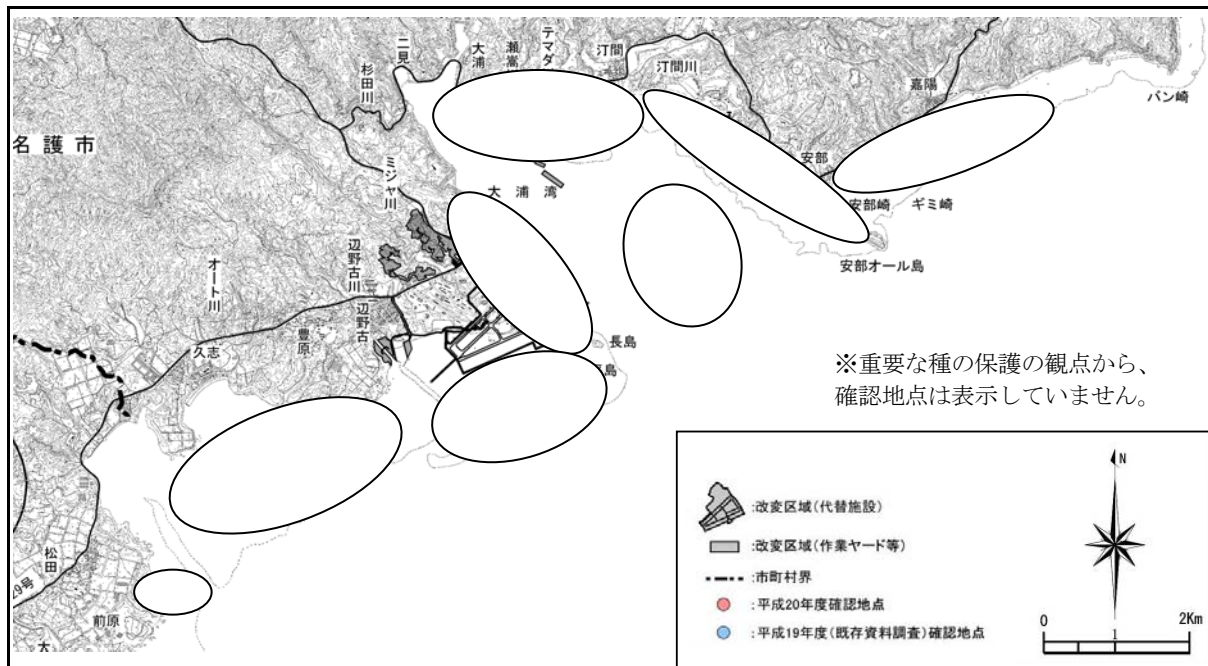 二見
大浦
瀬嵩
テマダ
汀間
汀間川
杉田川
嘉陽
バン崎
名護市
ミジャ川
安部
大浦湾
安部崎
ギミ崎
安部オール島
辺野古川
辺野古
オート川
豊原
久志
長島
島
※重要な種の保護の観点から、
確認地点は表示していません。
N
:改変区域(代替施設)
:改変区域(作業ヤード等)
:市町村界
:平成20年度確認地点
:平成19年度(既存資料調査)確認地点
0 1 2Km
松田
29号
前原
大